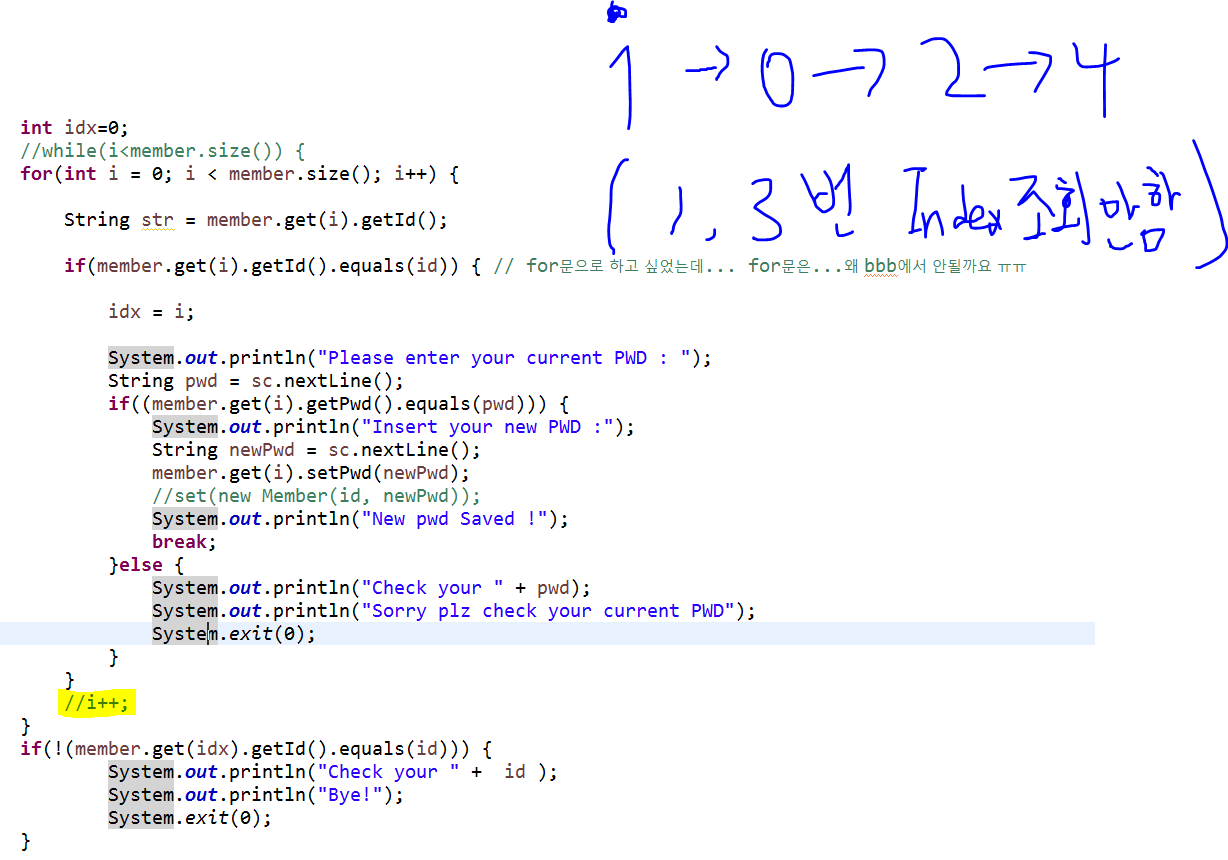 1 → 0 → 2 → 4
(1, 3번 Index조회안함)
int idx=0;
//while(i<member.size()) {
for(int i = 0; i < member.size(); i++) {
String str = member.get(i).getId();
if(member.get(i).getId().equals(id)) { // for문으로 하고 싶었는데... for문은...왜 bbb에서 안될까요 ㅠㅠ
idx = i;
System.out.println("Please enter your current PWD : ");
String pwd = sc.nextLine();
if((member.get(i).getPwd().equals(pwd))) {
System.out.println("Insert your new PWD :");
String newPwd = sc.nextLine();
member.get(i).setPwd(newPwd);
//set(new Member(id, newPwd));
System.out.println("New pwd Saved !");
break;
}else {
System.out.println("Check your " + pwd);
System.out.println("Sorry plz check your current PWD");
System.exit(0);
}
}
//i++;
}
if(!(member.get(idx).getId().equals(id))) {
System.out.println("Check your " +  id );
System.out.println("Bye!");
System.exit(0);
}